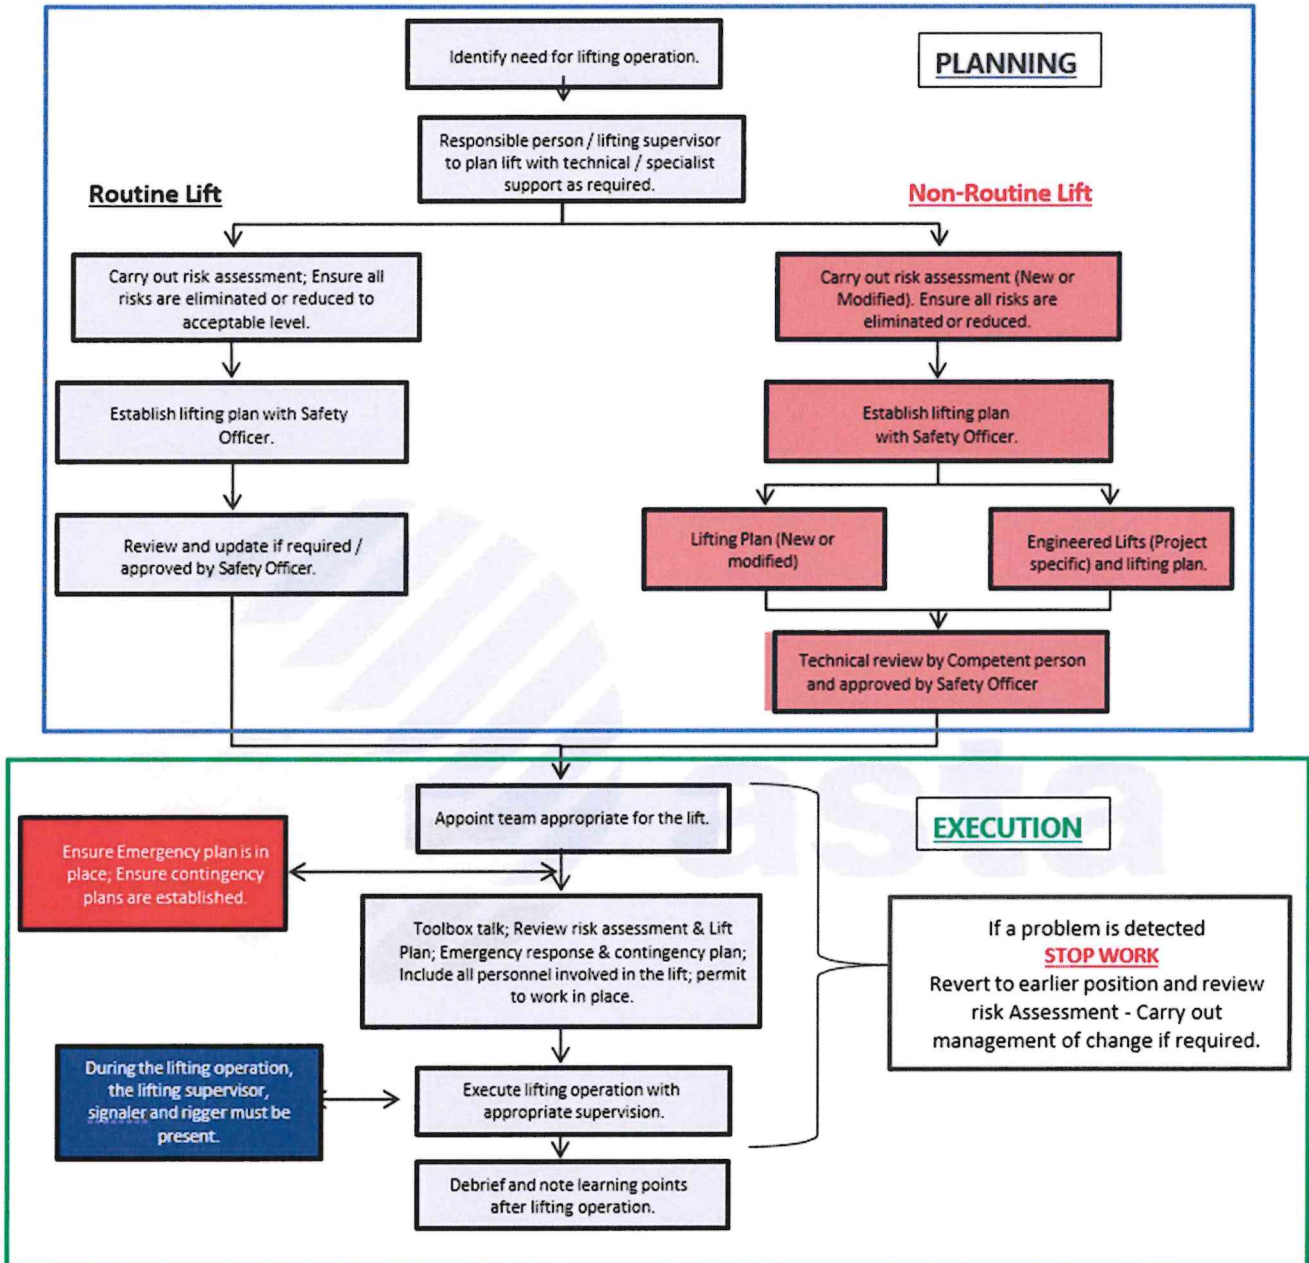 Identify need for lifting operation.
PLANNING
Responsible person / lifting supervisor
to plan lift with technical / specialist
support as required.
Routine Lift
Non-Routine Lift
Carry out risk assessment; Ensure all
risks are eliminated or reduced to
acceptable level.
Carry out risk assessment (New or
Modified). Ensure all risks are
eliminated or reduced.
Establish lifting plan with Safety
Officer.
Establish lifting plan
with Safety Officer.
Review and update if required /
approved by Safety Officer.
Lifting Plan (New or
modified)
Engineered Lifts (Project
specific) and lifting plan.
Technical review by Competent person
and approved by Safety Officer
asta
Appoint team appropriate for the lift.
EXECUTION
Ensure Emergency plan is in
place; Ensure contingency
plans are established.
Toolbox talk; Review risk assessment & Lift
Plan; Emergency response & contingency plan;
Include all personnel involved in the lift; permit
to work in place.
If a problem is detected
STOP WORK
Revert to earlier position and review
risk Assessment - Carry out
management of change if required.
During the lifting operation,
the lifting supervisor,
signaler and rigger must be
present.
Execute lifting operation with
appropriate supervision.
Debrief and note learning points
after lifting operation.